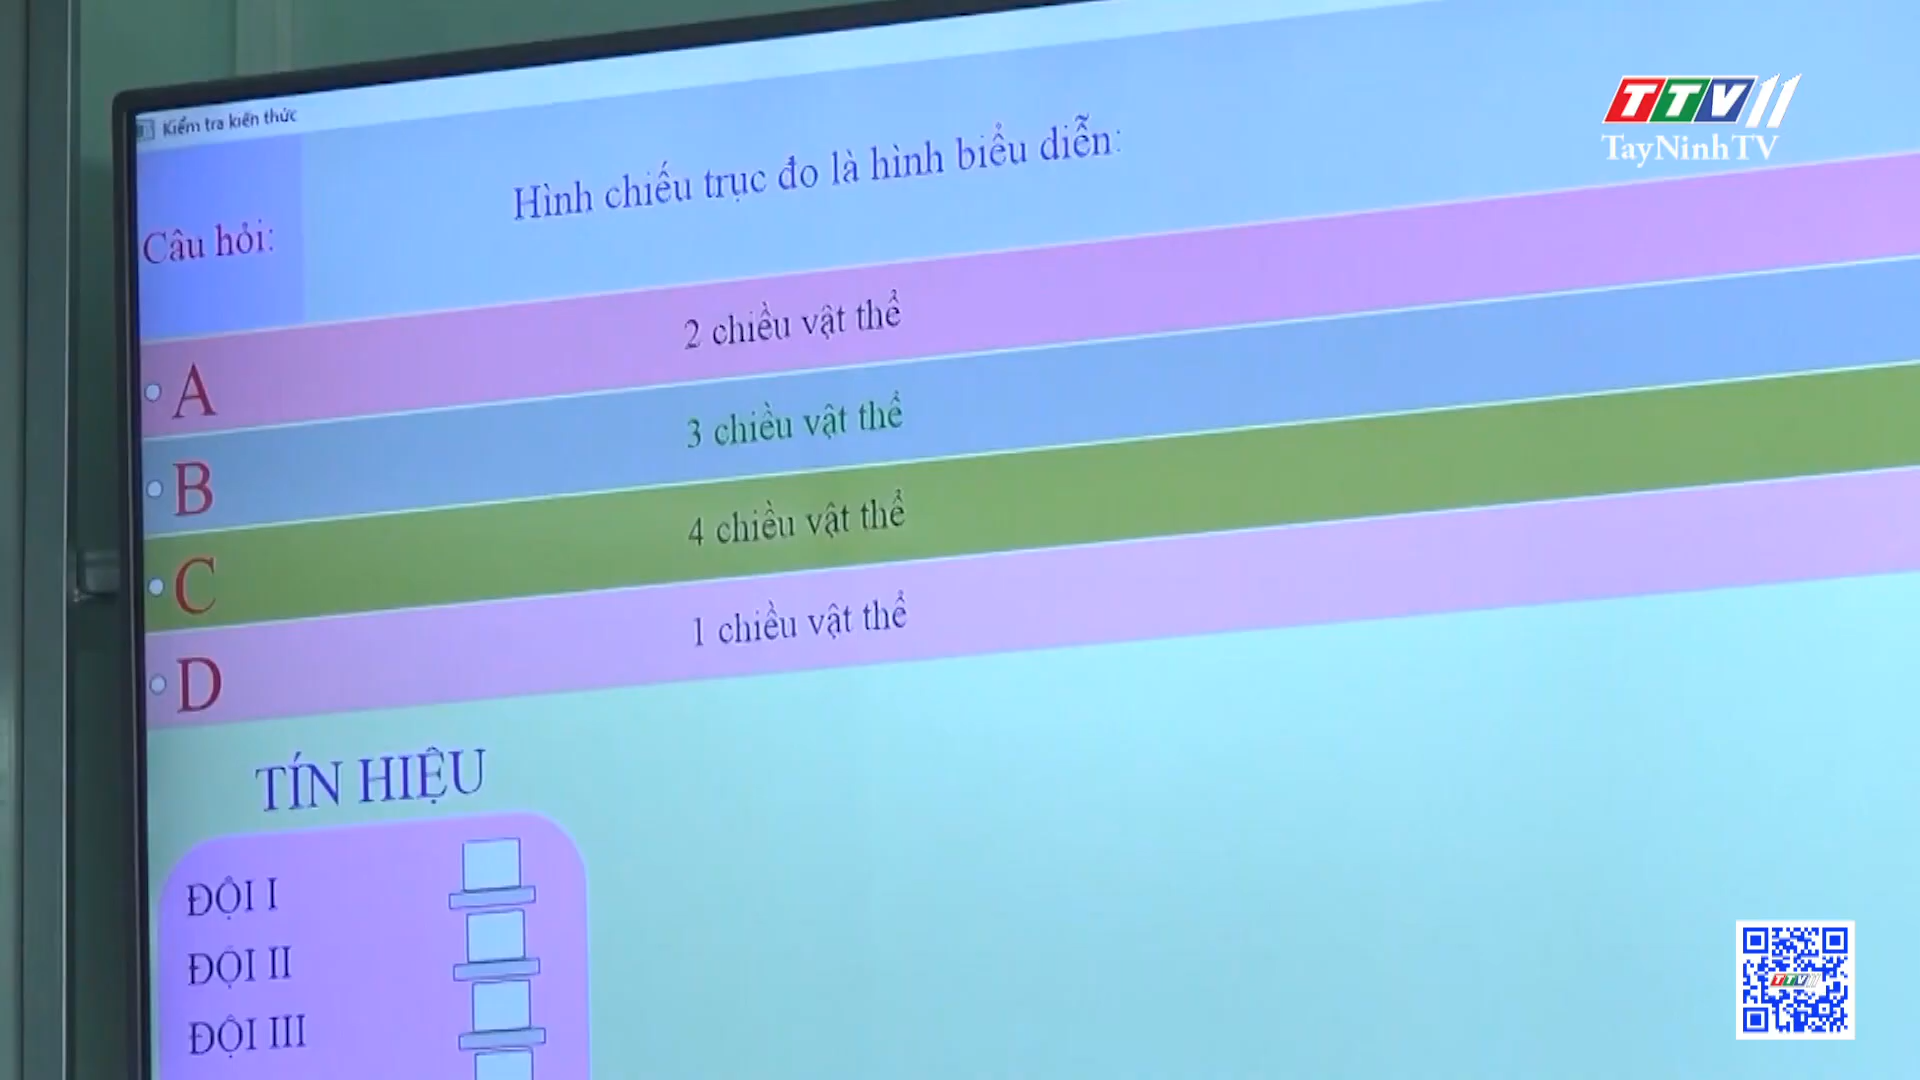 TTV11
TayNinhTV
Kiểm tra kiến thức
Câu hỏi:
Hình chiếu trục đo là hình biểu diễn:
A 2 chiều vật thể
B 3 chiều vật thể
C 4 chiều vật thể
D 1 chiều vật thể
TÍN HIỆU
ĐỘI I
ĐỘI II
ĐỘI III
TTV11